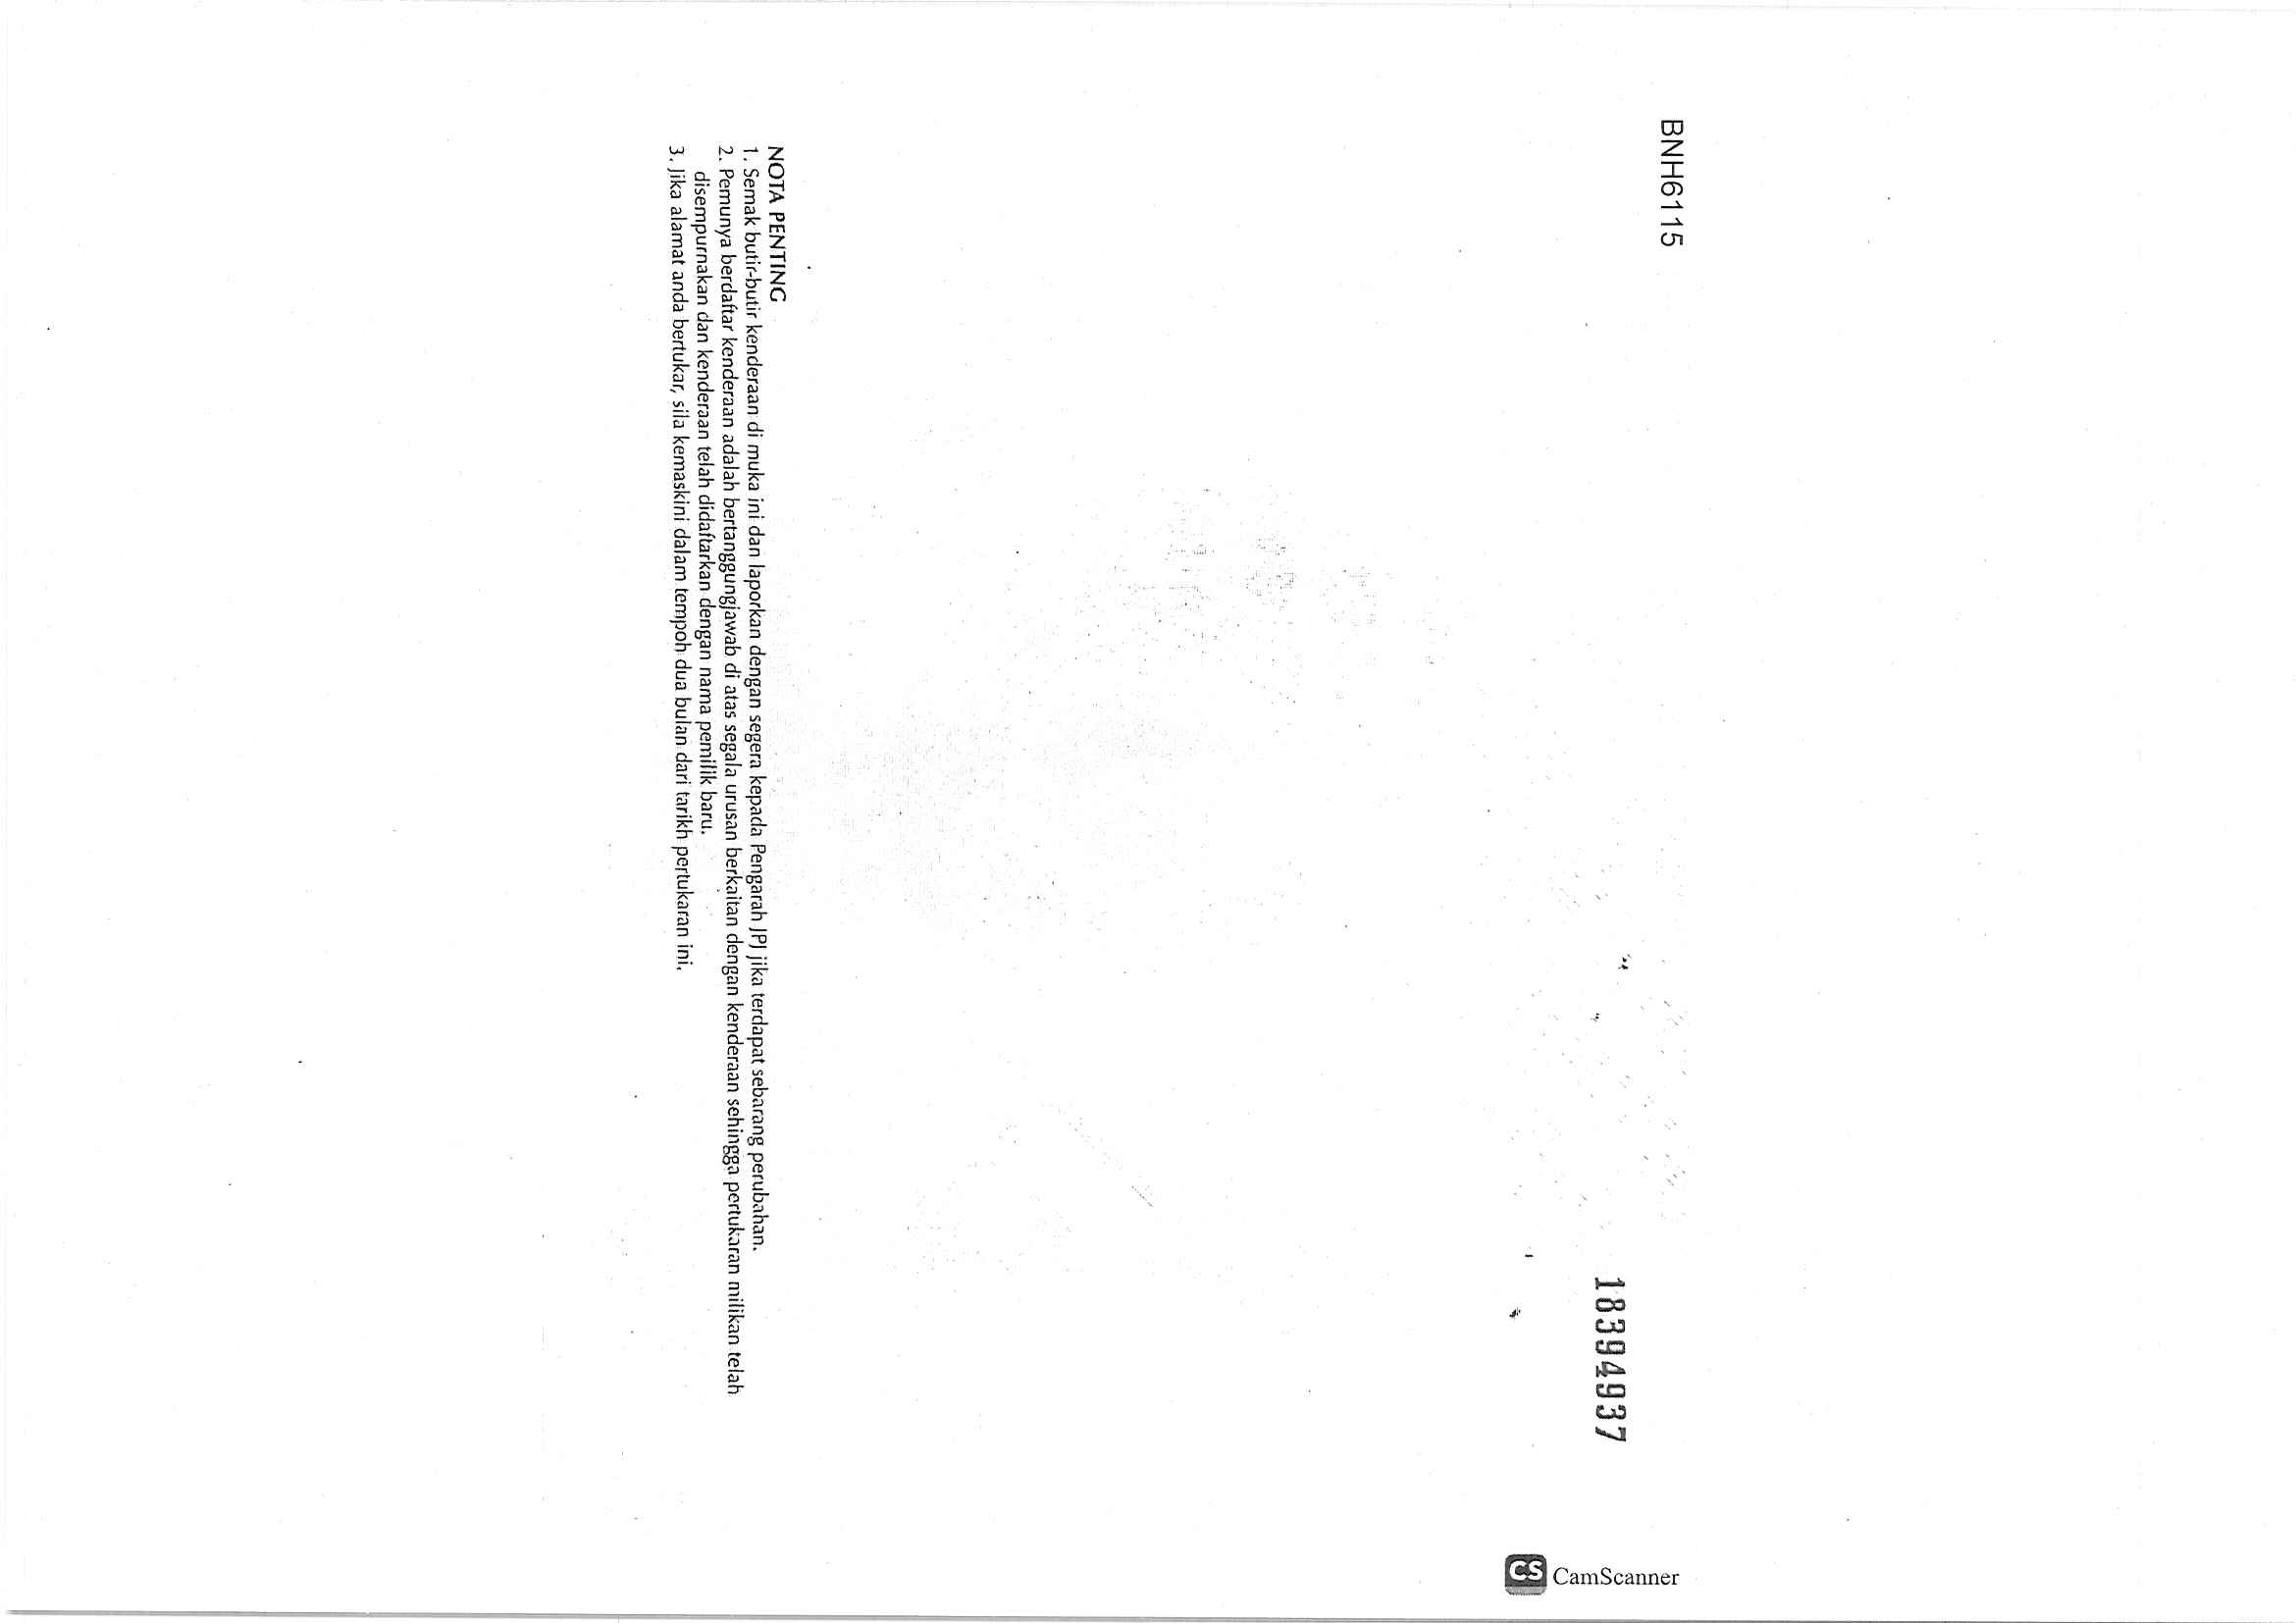 BNH6115
18394937
CS CamScanner
NOTA PENTING
1. Semak butir-butir kenderaan di muka ini dan laporkan dengan segera kepada Pengarah JPJ jika terdapat sebarang perubahan.
2. Pemunya berdaftar kenderaan adalah bertanggungjawab di atas segala urusan berkaitan dengan kenderaan sehingga pertukaran milikan telah
disempurnakan dan kenderaan telah didaftarkan dengan nama pemilik baru.
3. Jika alamat anda bertukar, sila kemaskini dalam tempoh dua bulan dari tarikh pertukaran ini.